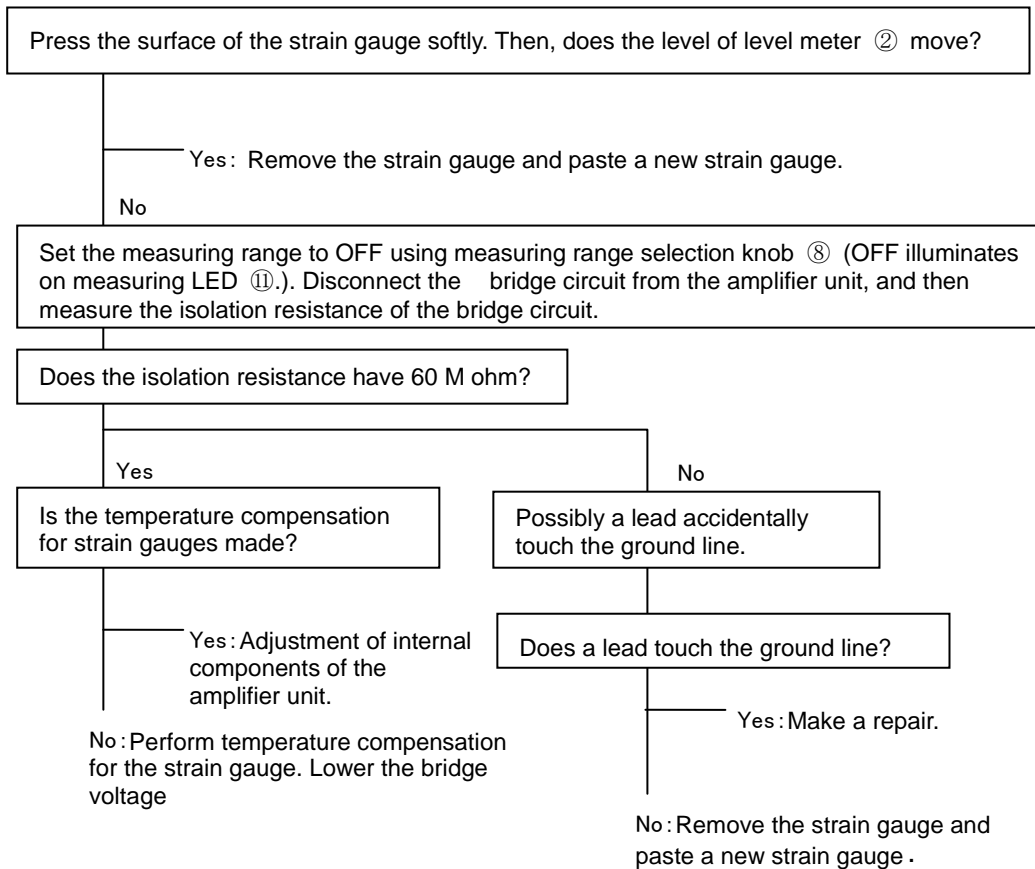 Press the surface of the strain gauge softly. Then, does the level of level meter ② move?
Yes: Remove the strain gauge and paste a new strain gauge.
No
Set the measuring range to OFF using measuring range selection knob ⑧ (OFF illuminates
on measuring LED ⑪.). Disconnect the bridge circuit from the amplifier unit, and then
measure the isolation resistance of the bridge circuit.
Does the isolation resistance have 60 M ohm?
Yes
Is the temperature compensation
for strain gauges made?
Yes:Adjustment of internal
components of the
amplifier unit.
No:Perform temperature compensation
for the strain gauge. Lower the bridge
voltage
No
Possibly a lead accidentally
touch the ground line.
Does a lead touch the ground line?
Yes:Make a repair.
No:Remove the strain gauge and
paste a new strain gauge.